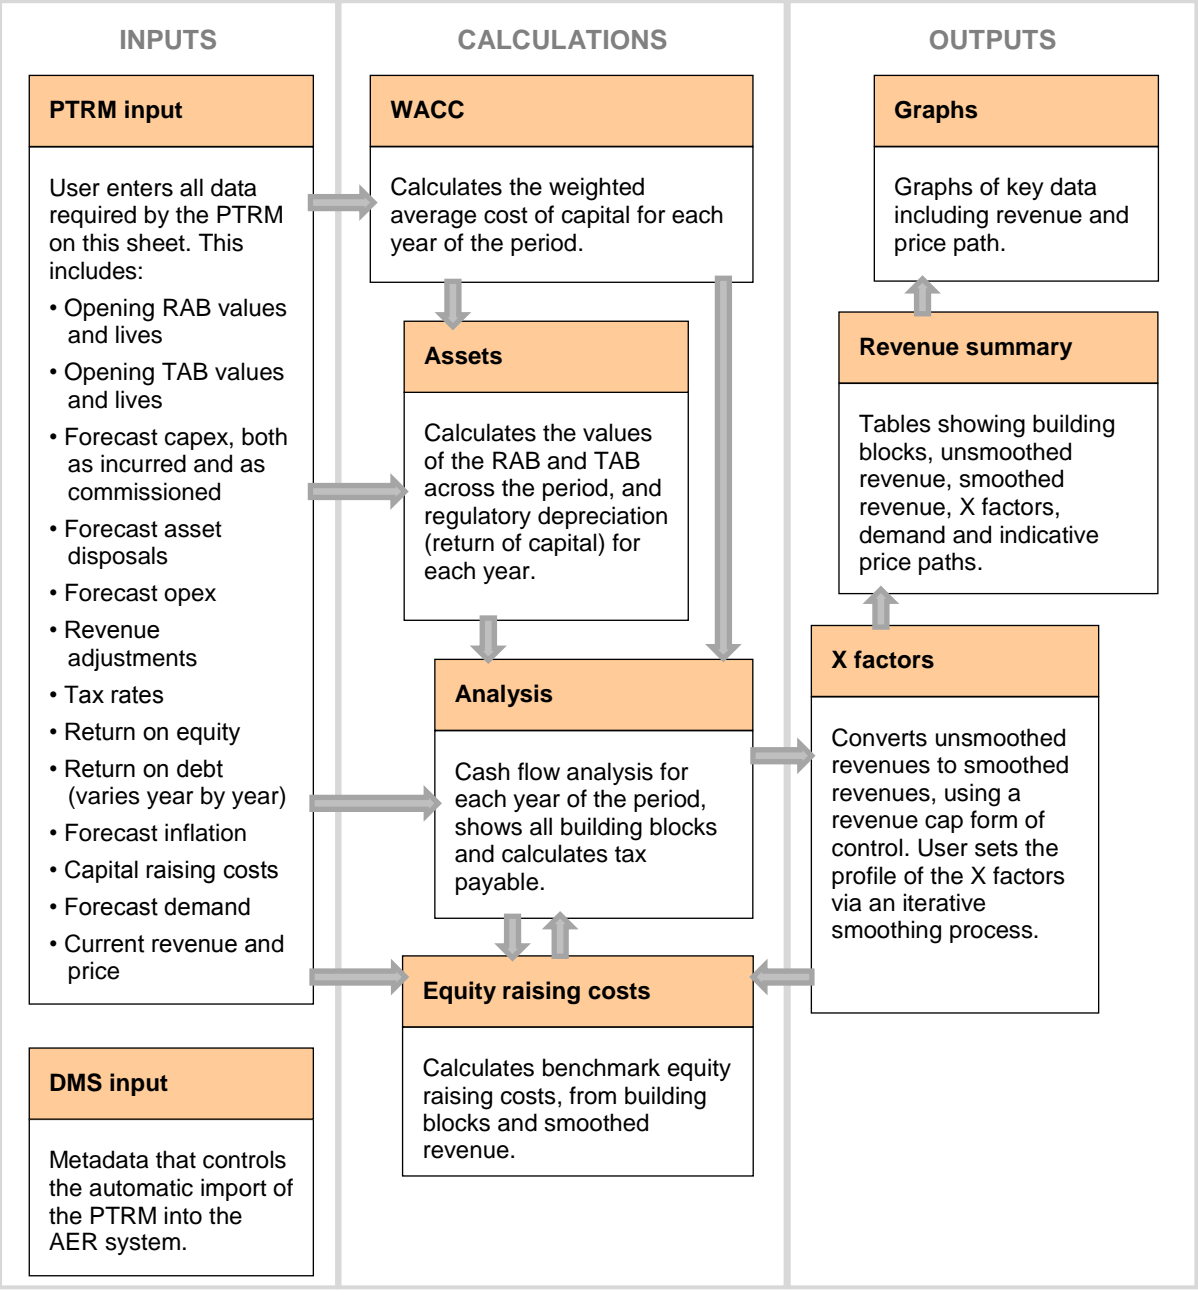 INPUTS
PTRM input
User enters all data
required by the PTRM
on this sheet. This
includes:
• Opening RAB values
and lives
• Opening TAB values
and lives
• Forecast capex, both
as incurred and as
commissioned
• Forecast asset
disposals
• Forecast opex
• Revenue
adjustments
• Tax rates
• Return on equity
• Return on debt
(varies year by year)
• Forecast inflation
• Capital raising costs
• Forecast demand
• Current revenue and
price
DMS input
Metadata that controls
the automatic import of
the PTRM into the
AER system.
CALCULATIONS
WACC
Calculates the weighted
average cost of capital for each
year of the period.
Assets
Calculates the values
of the RAB and TAB
across the period, and
regulatory depreciation
(return of capital) for
each year.
Analysis
Cash flow analysis for
each year of the period,
shows all building blocks
and calculates tax
payable.
Equity raising costs
Calculates benchmark equity
raising costs, from building
blocks and smoothed
revenue.
OUTPUTS
Graphs
Graphs of key data
including revenue and
price path.
Revenue summary
Tables showing building
blocks, unsmoothed
revenue, smoothed
revenue, X factors,
demand and indicative
price paths.
X factors
Converts unsmoothed
revenues to smoothed
revenues, using a
revenue cap form of
control. User sets the
profile of the X factors
via an iterative
smoothing process.